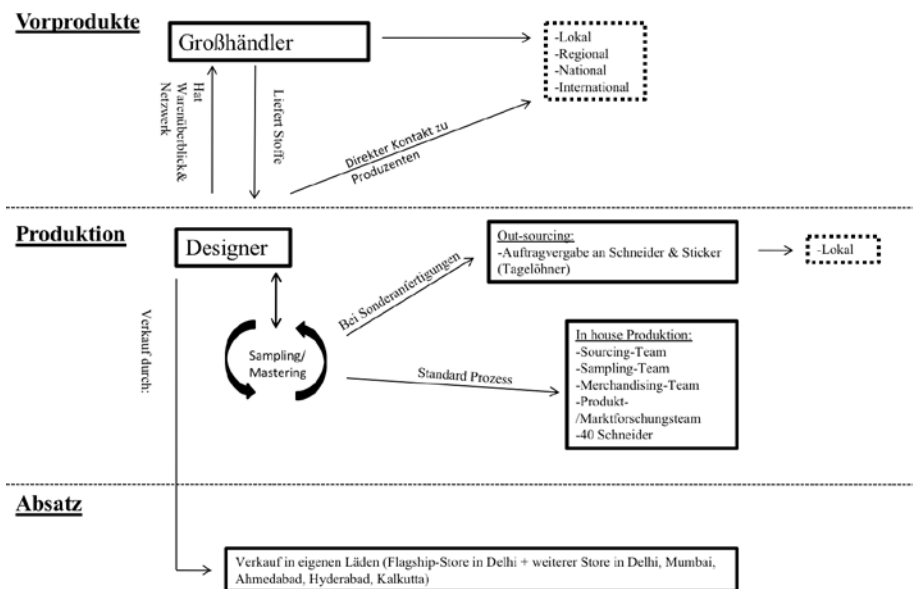 Vorprodukte
Großhändler
-Lokal
-Regional
-National
-International
Hat
Warenüberblick&
Netzwerk
Liefert Stoffe
Direkter Kontakt zu
Produzenten
Produktion
Designer
Out-sourcing:
-Auftragvergabe an Schneider & Sticker
(Tagelöhner)
-Lokal
Bei Sonderanfertigungen
Verkauf durch:
Sampling/
Mastering
Standard Prozess
In house Produktion:
-Sourcing-Team
-Sampling-Team
-Merchandising-Team
-Produkt-
/Marktforschungsteam
-40 Schneider
Absatz
Verkauf in eigenen Läden (Flagship-Store in Delhi + weiterer Store in Delhi, Mumbai,
Ahmedabad, Hyderabad, Kalkutta)